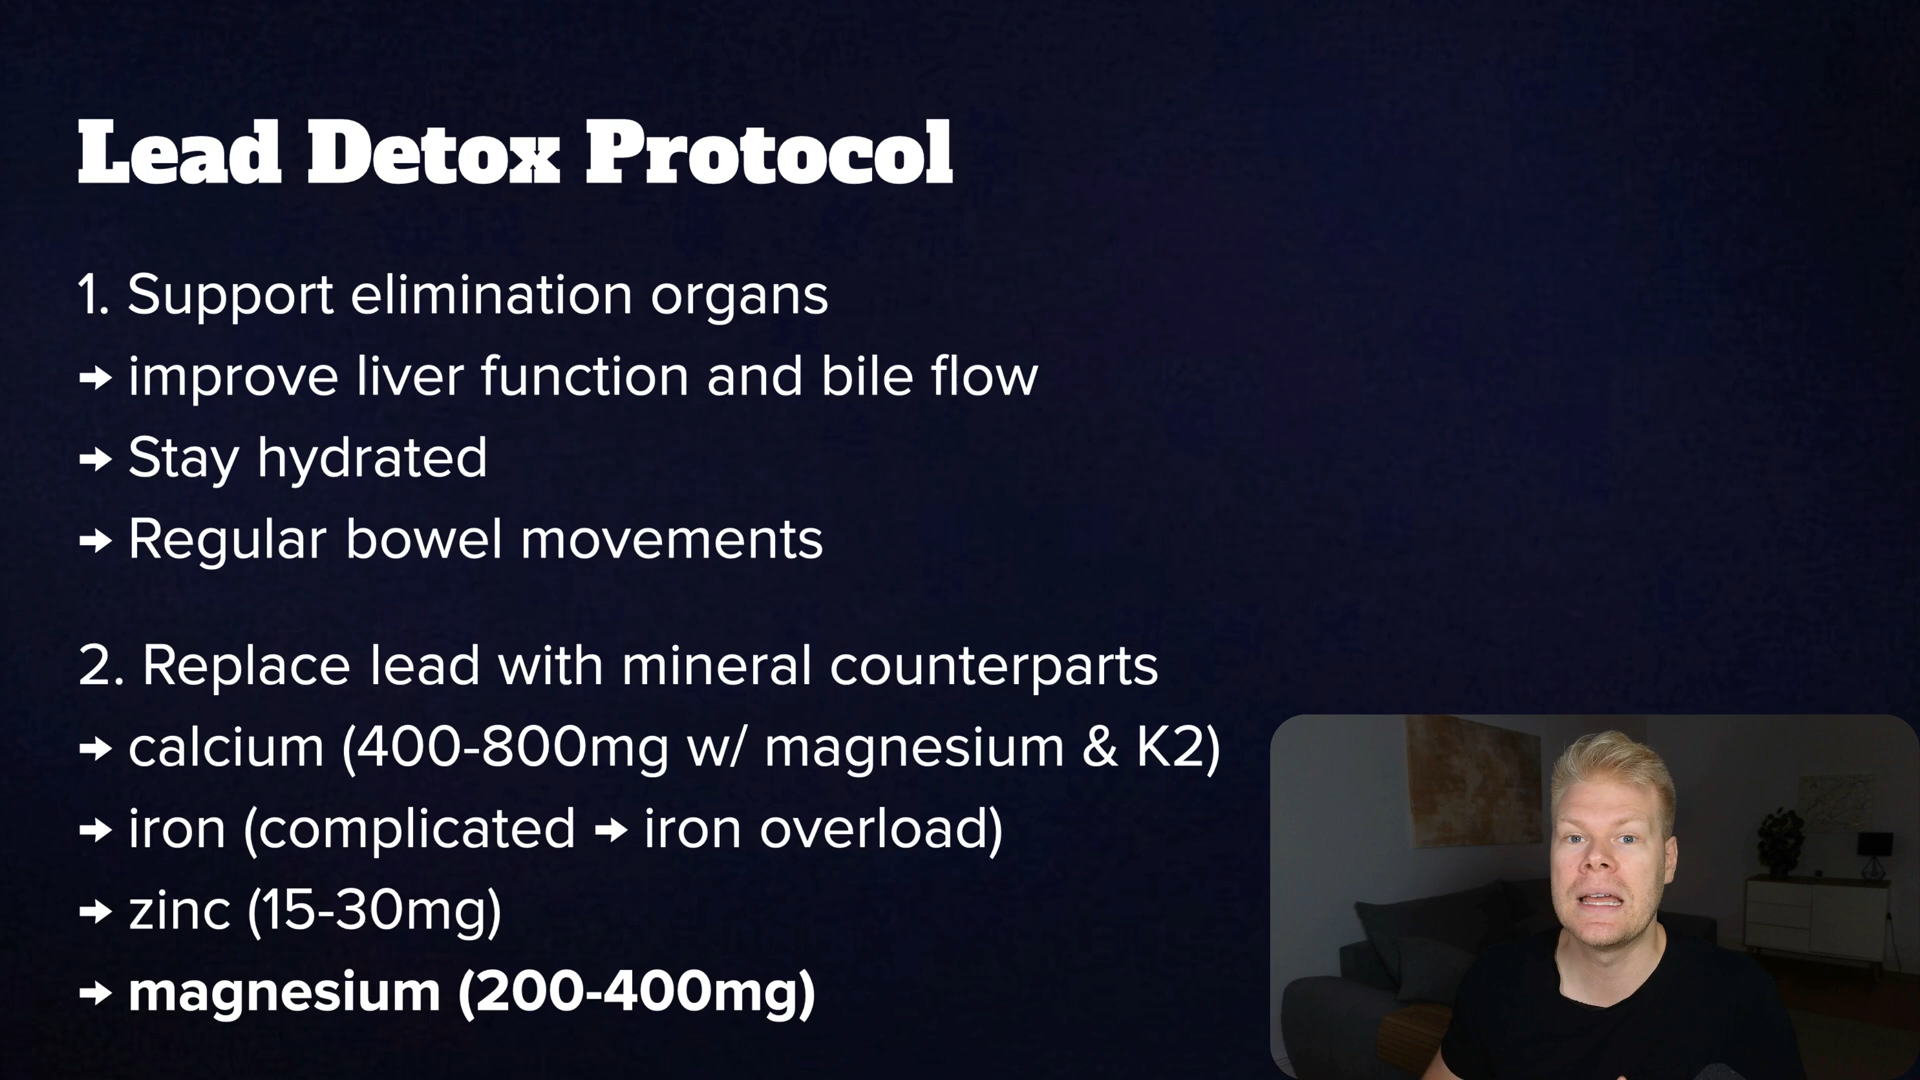 Lead Detox Protocol
1. Support elimination organs
→ improve liver function and bile flow
→ Stay hydrated
→ Regular bowel movements
2. Replace lead with mineral counterparts
→ calcium (400-800mg w/ magnesium & K2)
→ iron (complicated → iron overload)
→ zinc (15-30mg)
→ magnesium (200-400mg)